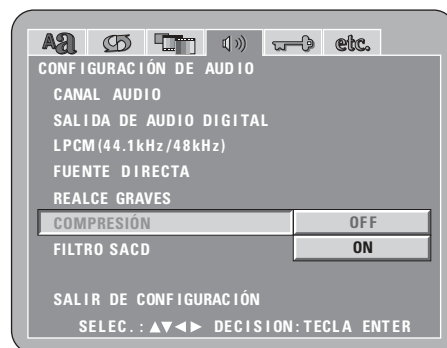 Aa etc.
CONFIGURACIÓN DE AUDIO
CANAL AUDIO
SALIDA DE AUDIO DIGITAL
LPCM(44.1kHz/48kHz)
FUENTE DIRECTA
REALCE GRAVES
COMPRESIÓN OFF
FILTRO SACD ON
SALIR DE CONFIGURACIÓN
SELEC.:▲▼◄► DECISION:TECLA ENTER